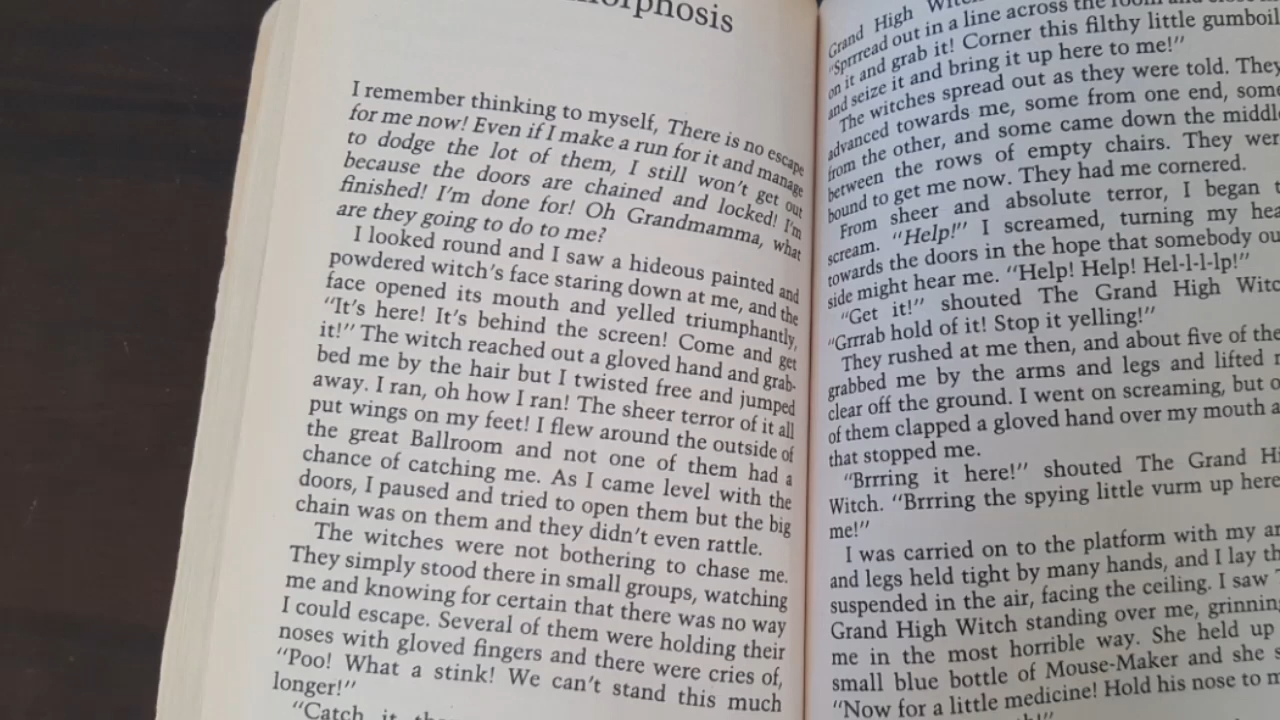 orphosis
I remember thinking to myself, There is no escape
for me now! Even if I make a run for it and manage
to dodge the lot of them, I still won't get out
because the doors are chained and locked! I'm
finished! I'm done for! Oh Grandmamma, what
are they going to do to me?
I looked round and I saw a hideous painted and
powdered witch's face staring down at me, and the
face opened its mouth and yelled triumphantly,
"It's here! It's behind the screen! Come and get
it!" The witch reached out a gloved hand and grab-
bed me by the hair but I twisted free and jumped
away. I ran, oh how I ran! The sheer terror of it all
put wings on my feet! I flew around the outside of
the great Ballroom and not one of them had a
chance of catching me. As I came level with the
doors, I paused and tried to open them but the big
chain was on them and they didn't even rattle.
The witches were not bothering to chase me.
They simply stood there in small groups, watching
me and knowing for certain that there was no way
I could escape. Several of them were holding their
noses with gloved fingers and there were cries of,
"Poo! What a stink! We can't stand this much
longer!"
"Catch it
Grand High
"Sprrread out in a line across the room and
on it and grab it! Corner this filthy little gumboil
and seize it and bring it up here to me!"
The witches spread out as they were told. They
advanced towards me, some from one end, some
from the other, and some came down the middl
between the rows of empty chairs. They wer
bound to get me now. They had me cornered.
From sheer and absolute terror, I began t
scream. "Help!" I screamed, turning my hea
towards the doors in the hope that somebody ou
side might hear me. "Help! Help! Hel-l-l-lp!"
"Get it!" shouted The Grand High Witc
"Grrrab hold of it! Stop it yelling!"
They rushed at me then, and about five of the
grabbed me by the arms and legs and lifted
clear off the ground. I went on screaming, but o
of them clapped a gloved hand over my mouth a
that stopped me.
"Brrring it here!" shouted The Grand Hi
Witch. "Brrring the spying little vurm up here
me!"
I was carried on to the platform with my ar
and legs held tight by many hands, and I lay th
suspended in the air, facing the ceiling. I saw
Grand High Witch standing over me, grinnin
me in the most horrible way. She held up
small blue bottle of Mouse-Maker and she s
"Now for a little medicine! Hold his nose to m